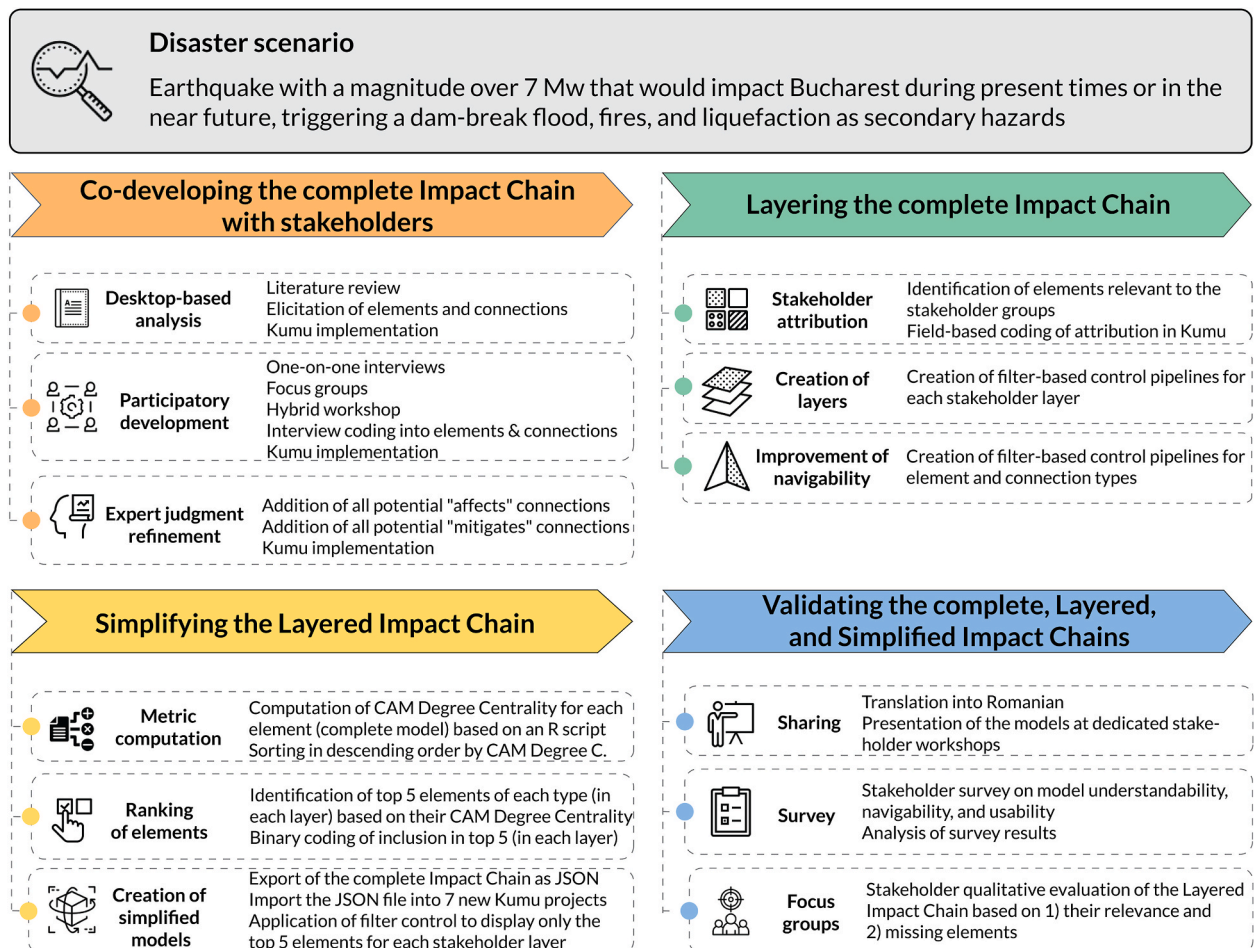 Disaster scenario
Earthquake with a magnitude over 7 Mw that would impact Bucharest during present times or in the
near future, triggering a dam-break flood, fires, and liquefaction as secondary hazards
Co-developing the complete Impact Chain
with stakeholders
Desktop-based
analysis
Literature review
Elicitation of elements and connections
Kumu implementation
Participatory
development
One-on-one interviews
Focus groups
Hybrid workshop
Interview coding into elements & connections
Kumu implementation
Expert judgment
refinement
Addition of all potential "affects" connections
Addition of all potential "mitigates" connections
Kumu implementation
Layering the complete Impact Chain
Stakeholder
attribution
Identification of elements relevant to the
stakeholder groups
Field-based coding of attribution in Kumu
Creation of
layers
Creation of filter-based control pipelines for
each stakeholder layer
Improvement of
navigability
Creation of filter-based control pipelines for
element and connection types
Simplifying the Layered Impact Chain
Metric
computation
Computation of CAM Degree Centrality for each
element (complete model) based on an R script
Sorting in descending order by CAM Degree C.
Ranking
of elements
Identification of top 5 elements of each type (in
each layer) based on their CAM Degree Centrality
Binary coding of inclusion in top 5 (in each layer)
Creation of
simplified
models
Export of the complete Impact Chain as JSON
Import the JSON file into 7 new Kumu projects
Application of filter control to display only the
top 5 elements for each stakeholder layer
Validating the complete, Layered,
and Simplified Impact Chains
Sharing
Translation into Romanian
Presentation of the models at dedicated stake-
holder workshops
Survey
Stakeholder survey on model understandability,
navigability, and usability
Analysis of survey results
Focus
groups
Stakeholder qualitative evaluation of the Layered
Impact Chain based on 1) their relevance and
2) missing elements